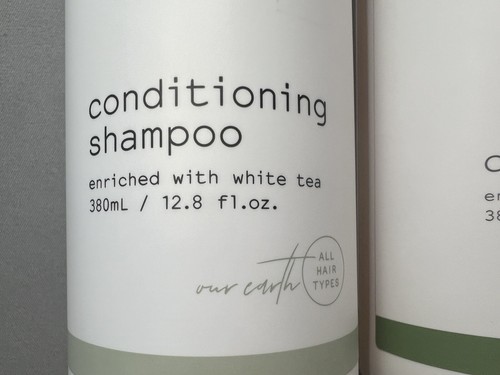 conditioning
shampoo
enriched with white tea
380mL / 12.8 fl.oz.
our earth
ALL
HAIR
TYPES